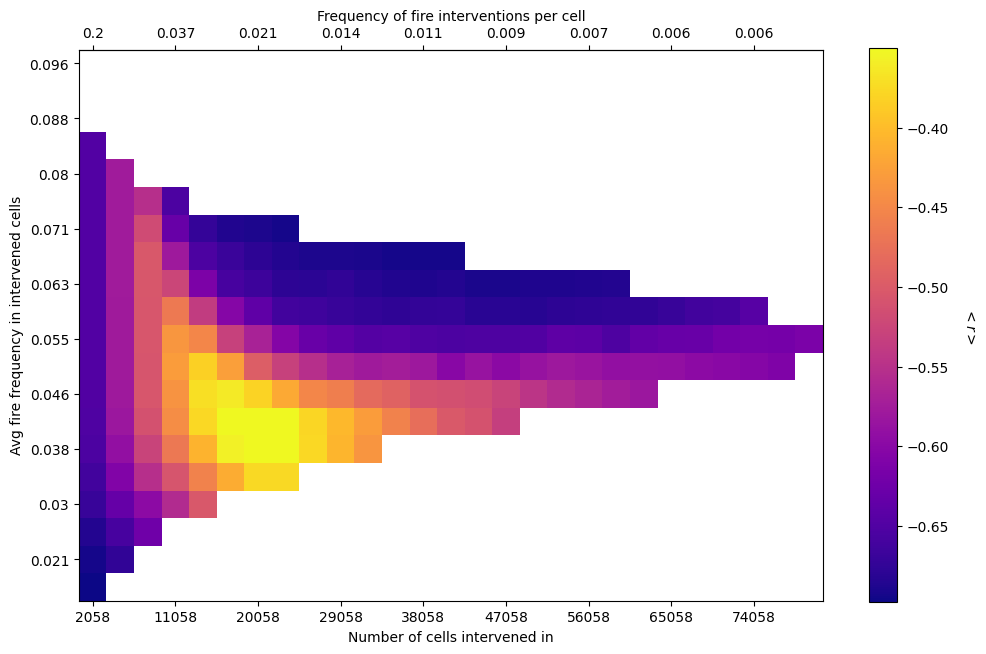 Frequency of fire interventions per cell
0.2 0.037 0.021 0.014 0.011 0.009 0.007 0.006 0.006
0.096
0.088
0.08
0.071
0.063
0.055
0.046
0.038
0.03
0.021
Avg fire frequency in intervened cells
2058 11058 20058 29058 38058 47058 56058 65058 74058
Number of cells intervened in
−0.40
−0.45
−0.50
−0.55
−0.60
−0.65
< r >